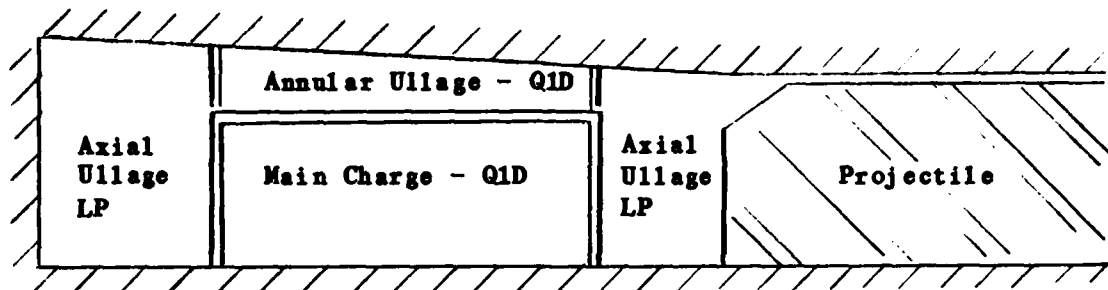 Annular Ullage - Q1D
Axial
Ullage
LP
Main Charge - Q1D
Axial
Ullage
LP
Projectile